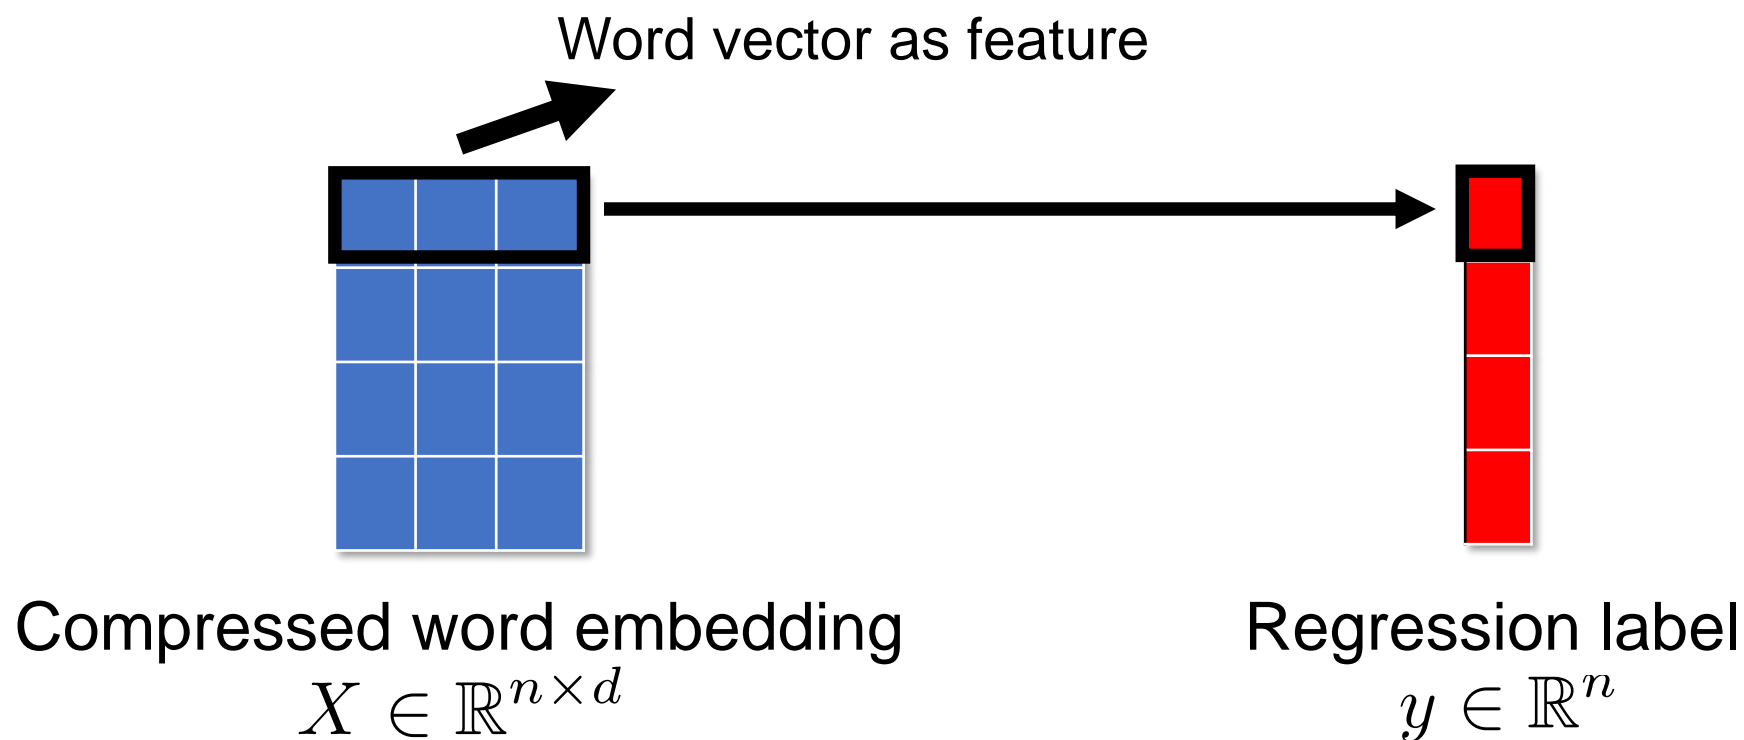 Word vector as feature
Compressed word embedding
X ∈ ℝ^{n×d}
Regression label
y ∈ ℝ^n